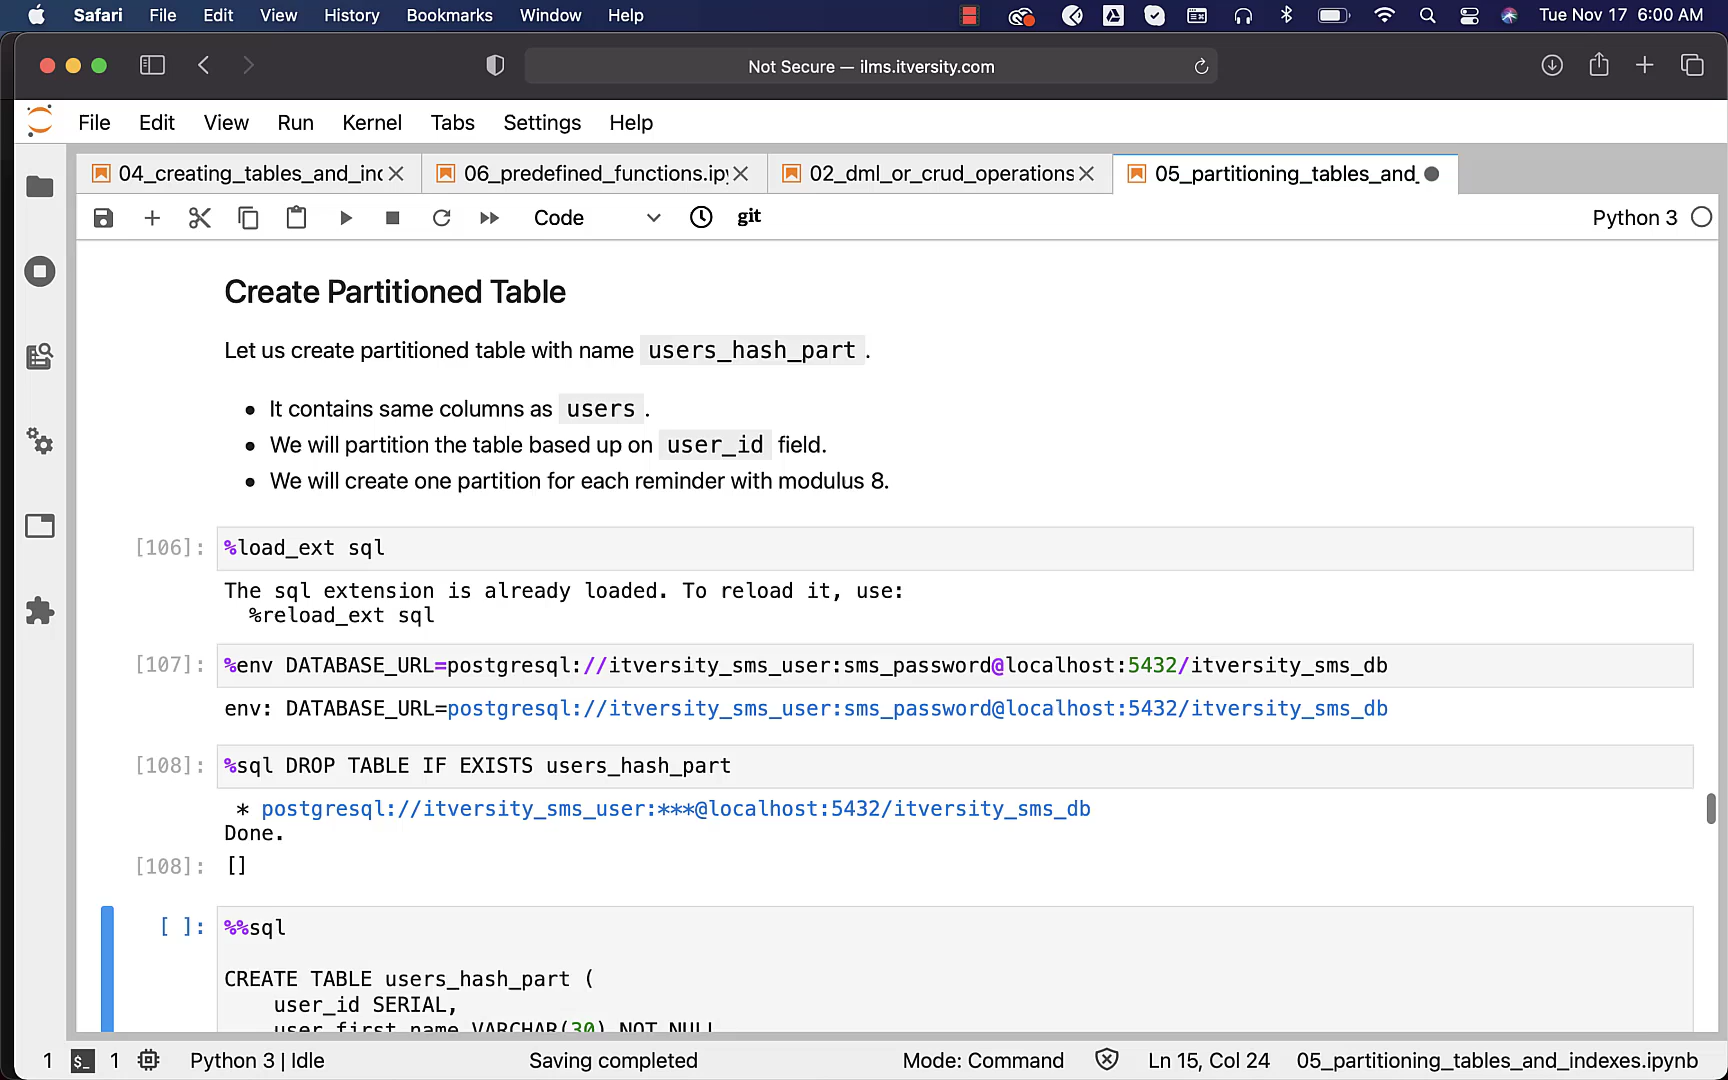 Safari File Edit View History Bookmarks Window Help Tue Nov 17 6:00 AM
Not Secure — ilms.itversity.com
File Edit View Run Kernel Tabs Settings Help
04_creating_tables_and_inc 06_predefined_functions.ipy 02_dml_or_crud_operations 05_partitioning_tables_and_
Code git Python 3
Create Partitioned Table
Let us create partitioned table with name users_hash_part .
• It contains same columns as users .
• We will partition the table based up on user_id field.
• We will create one partition for each reminder with modulus 8.
[106]: %load_ext sql
The sql extension is already loaded. To reload it, use:
%reload_ext sql
[107]: %env DATABASE_URL=postgresql://itversity_sms_user:sms_password@localhost:5432/itversity_sms_db
env: DATABASE_URL=postgresql://itversity_sms_user:sms_password@localhost:5432/itversity_sms_db
[108]: %sql DROP TABLE IF EXISTS users_hash_part
* postgresql://itversity_sms_user:***@localhost:5432/itversity_sms_db
Done.
[108]: []
[ ]: %%sql
CREATE TABLE users_hash_part (
user_id SERIAL,
user_first_name VARCHAR(30) NOT NULL
1 $_ 1 Python 3 | Idle Saving completed Mode: Command Ln 15, Col 24 05_partitioning_tables_and_indexes.ipynb